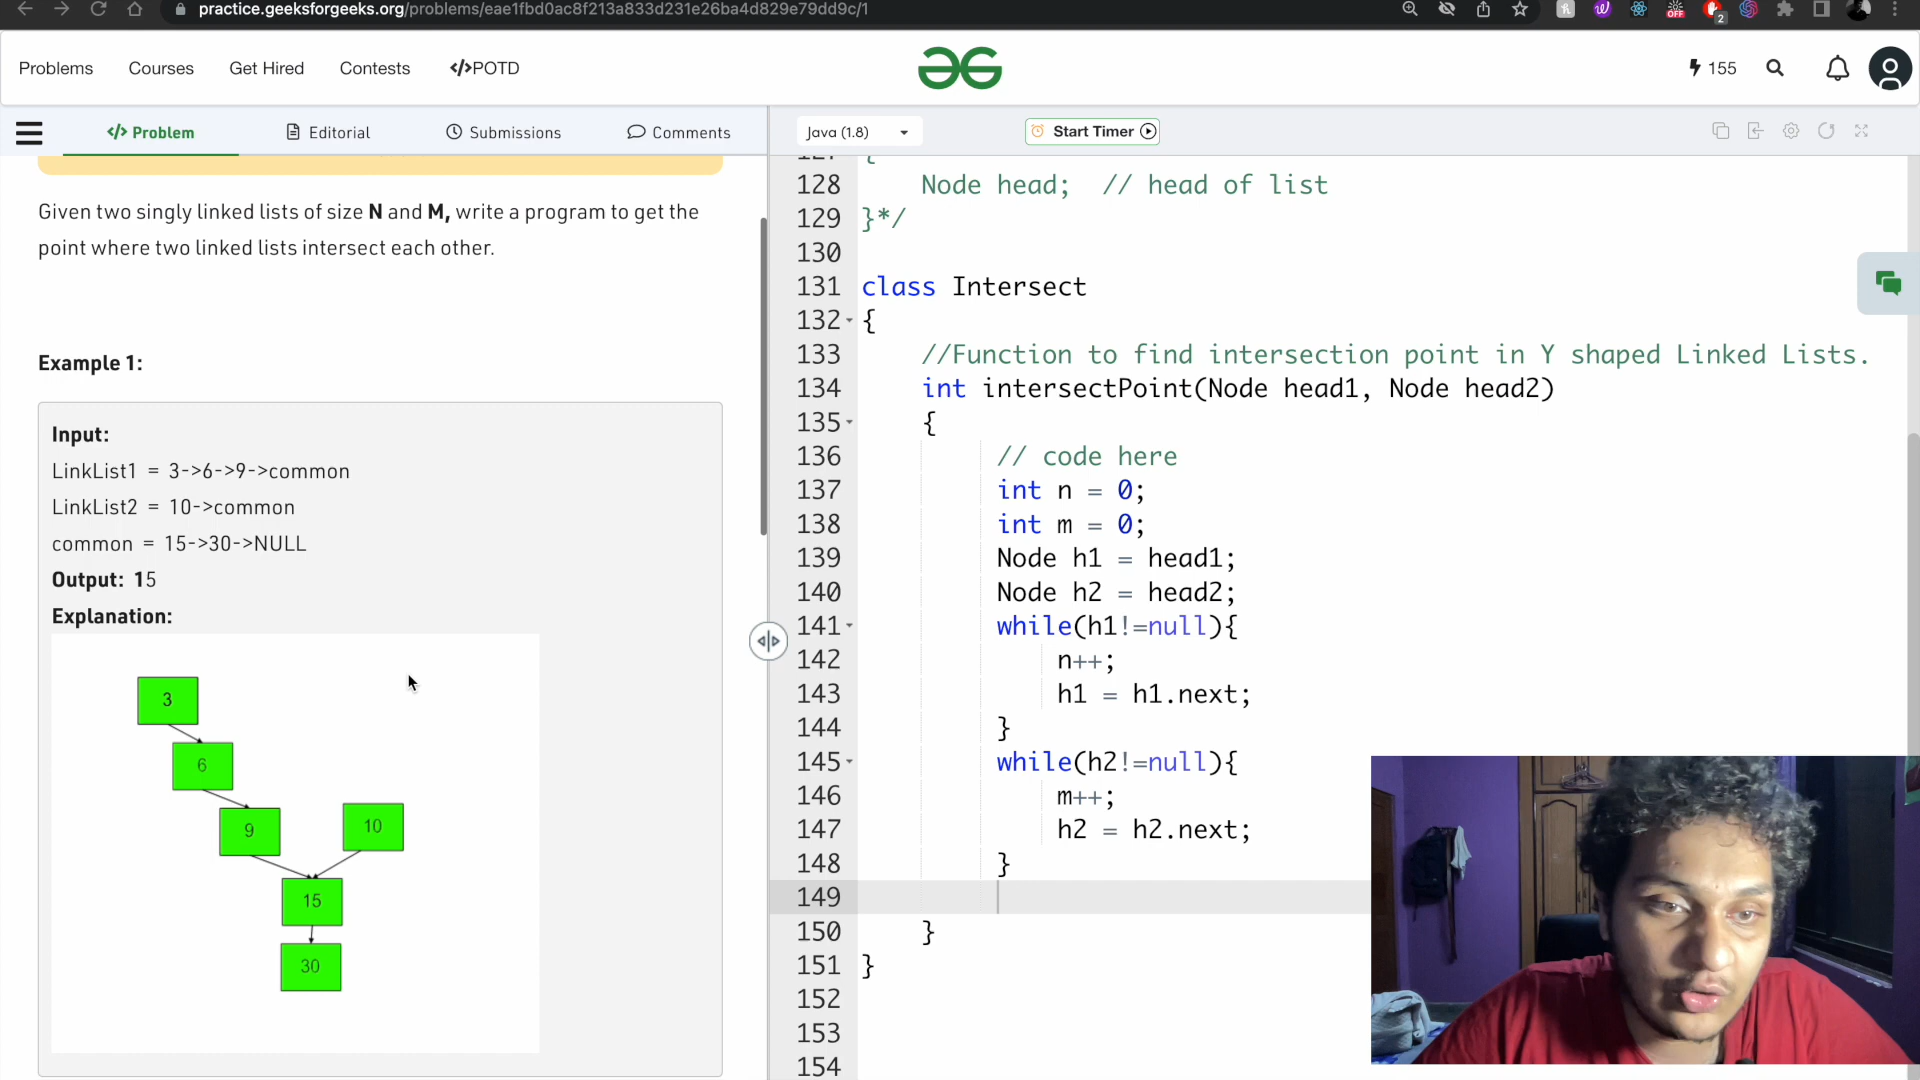 practice.geeksforgeeks.org/problems/eae1fbd0ac8f213a833d231e26ba4d829e79dd9c/1
OFF
2
Problems
Courses
Get Hired
Contests
</>POTD
155
</> Problem
Editorial
Submissions
Comments
Java (1.8)
Start Timer
Given two singly linked lists of size N and M, write a program to get the
point where two linked lists intersect each other.
Example 1:
Input:
LinkList1 = 3->6->9->common
LinkList2 = 10->common
common = 15->30->NULL
Output: 15
Explanation:
3
6
9
10
15
30
127 {
128 Node head; // head of list
129 }*/
130
131 class Intersect
132 {
133 //Function to find intersection point in Y shaped Linked Lists.
134 int intersectPoint(Node head1, Node head2)
135 {
136 // code here
137 int n = 0;
138 int m = 0;
139 Node h1 = head1;
140 Node h2 = head2;
141 while(h1!=null){
142 n++;
143 h1 = h1.next;
144 }
145 while(h2!=null){
146 m++;
147 h2 = h2.next;
148 }
149
150 }
151 }
152
153
154